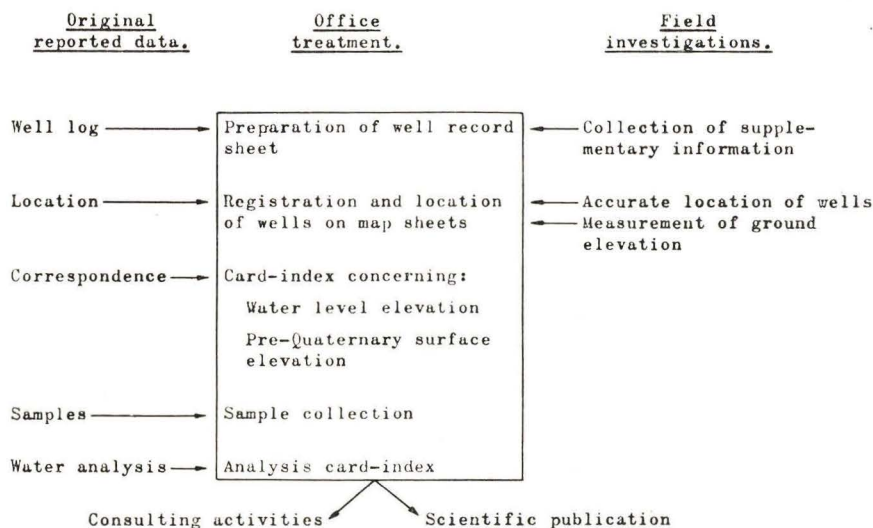 Original reported data.
Office treatment.
Field investigations.
Well log
Preparation of well record sheet
Collection of supple-
mentary information
Location
Registration and location of wells on map sheets
Accurate location of wells
Measurement of ground elevation
Correspondence
Card-index concerning:
Water level elevation
Pre-Quaternary surface elevation
Samples
Sample collection
Water analysis
Analysis card-index
Consulting activities
Scientific publication